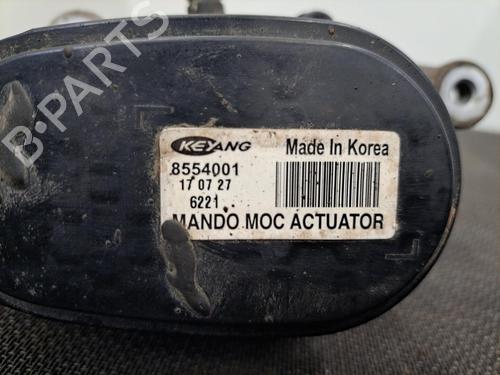 B-PARTS
KEYANG
Made In Korea
8554001
17 07 27
6221
MANDO MOC ACTUATOR